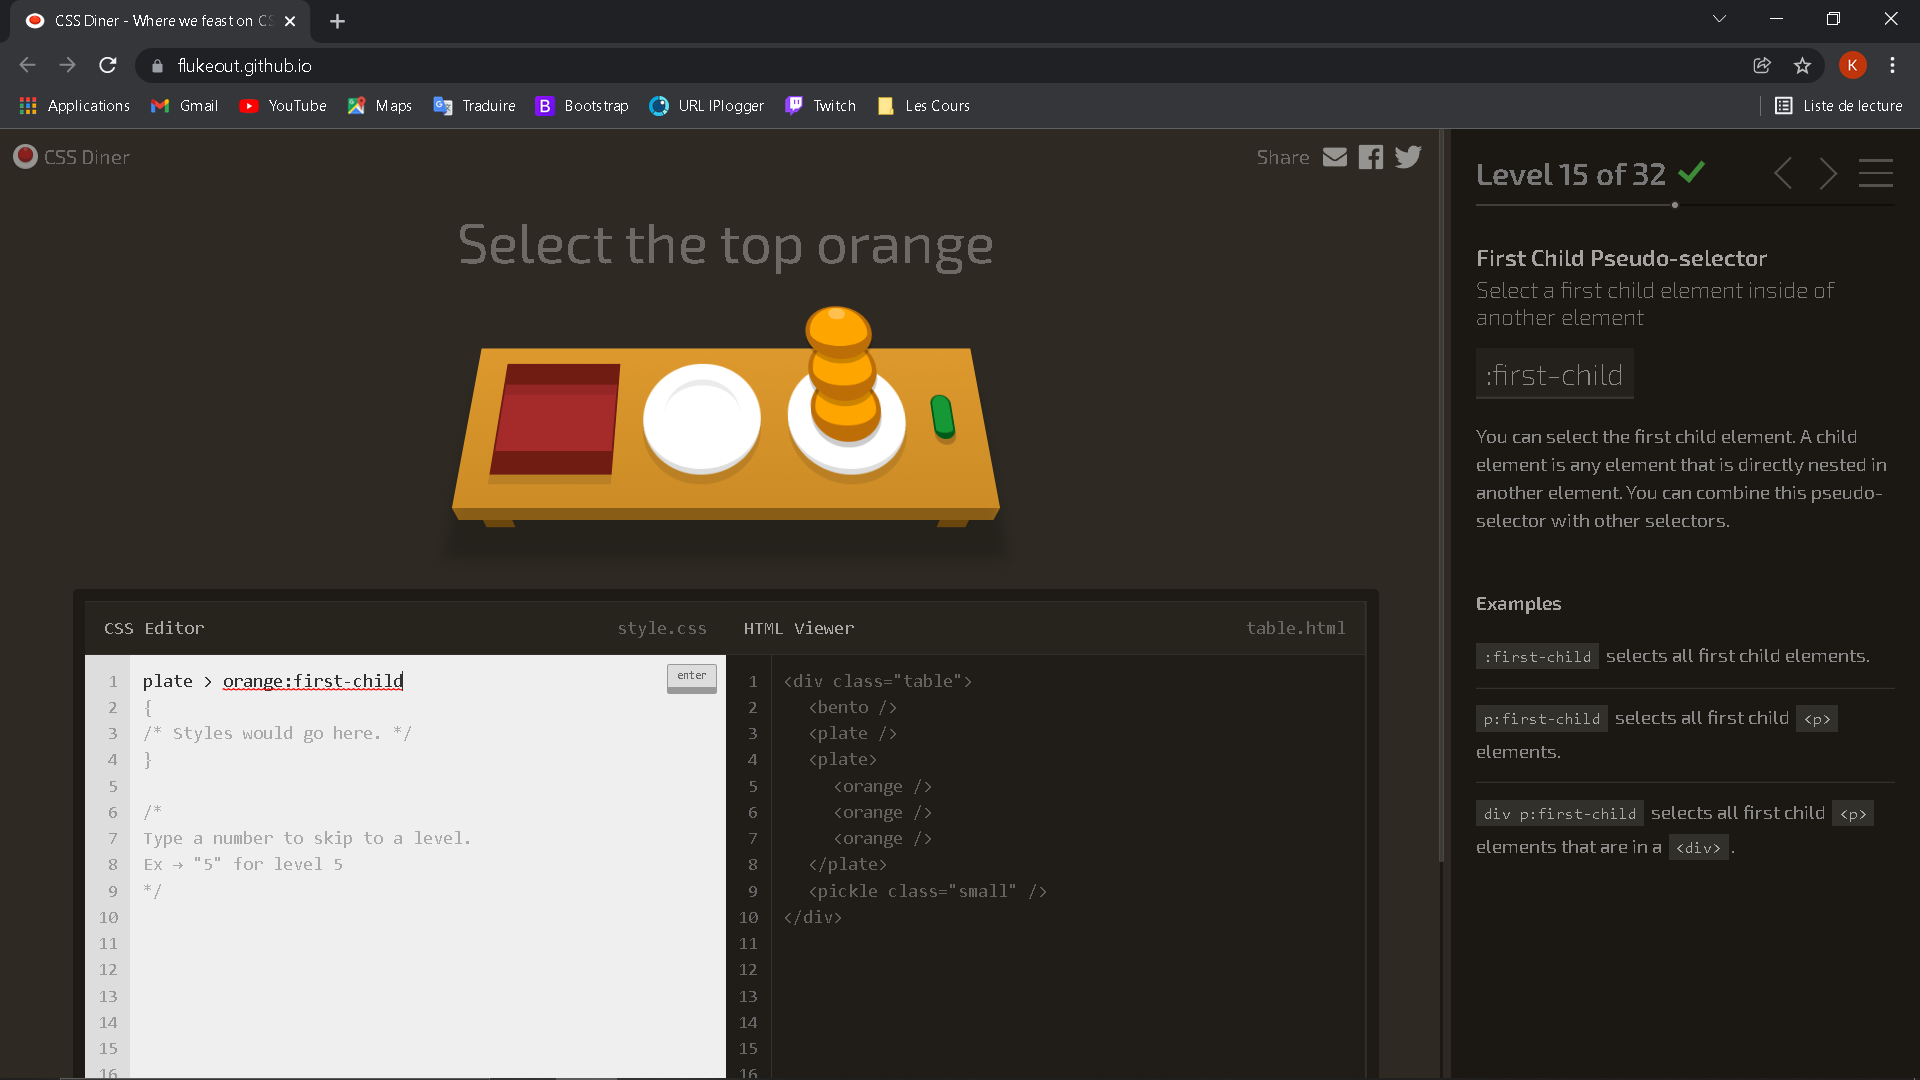 CSS Diner - Where we feast on CS
flukeout.github.io
K
Applications
Gmail
YouTube
Maps
Traduire
B Bootstrap
URL IPlogger
Twitch
Les Cours
Liste de lecture
CSS Diner
Share
Select the top orange
CSS Editor
style.css
HTML Viewer
table.html
enter
1 plate > orange:first-child
2 {
3 /* Styles would go here. */
4 }
5
6 /*
7 Type a number to skip to a level.
8 Ex → "5" for level 5
9 */
10
11
12
13
14
15
16
1 <div class="table">
2 <bento />
3 <plate />
4 <plate>
5 <orange />
6 <orange />
7 <orange />
8 </plate>
9 <pickle class="small" />
10 </div>
11
12
13
14
15
16
Level 15 of 32
First Child Pseudo-selector
Select a first child element inside of
another element
:first-child
You can select the first child element. A child
element is any element that is directly nested in
another element. You can combine this pseudo-
selector with other selectors.
Examples
:first-child selects all first child elements.
p:first-child selects all first child <p>
elements.
div p:first-child selects all first child <p>
elements that are in a <div> .